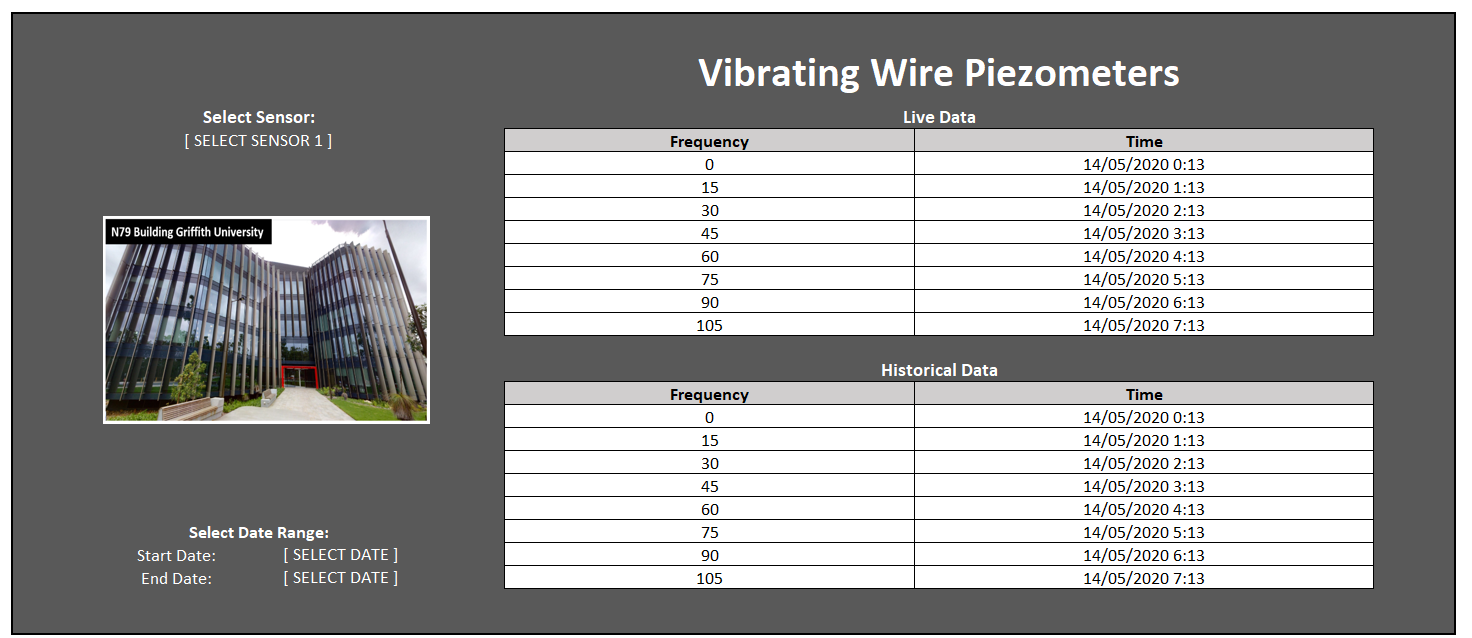 Vibrating Wire Piezometers
Select Sensor:
[ SELECT SENSOR 1 ]
N79 Building Griffith University
Select Date Range:
Start Date: [ SELECT DATE ]
End Date: [ SELECT DATE ]
Live Data
Frequency Time
0 14/05/2020 0:13
15 14/05/2020 1:13
30 14/05/2020 2:13
45 14/05/2020 3:13
60 14/05/2020 4:13
75 14/05/2020 5:13
90 14/05/2020 6:13
105 14/05/2020 7:13
Historical Data
Frequency Time
0 14/05/2020 0:13
15 14/05/2020 1:13
30 14/05/2020 2:13
45 14/05/2020 3:13
60 14/05/2020 4:13
75 14/05/2020 5:13
90 14/05/2020 6:13
105 14/05/2020 7:13